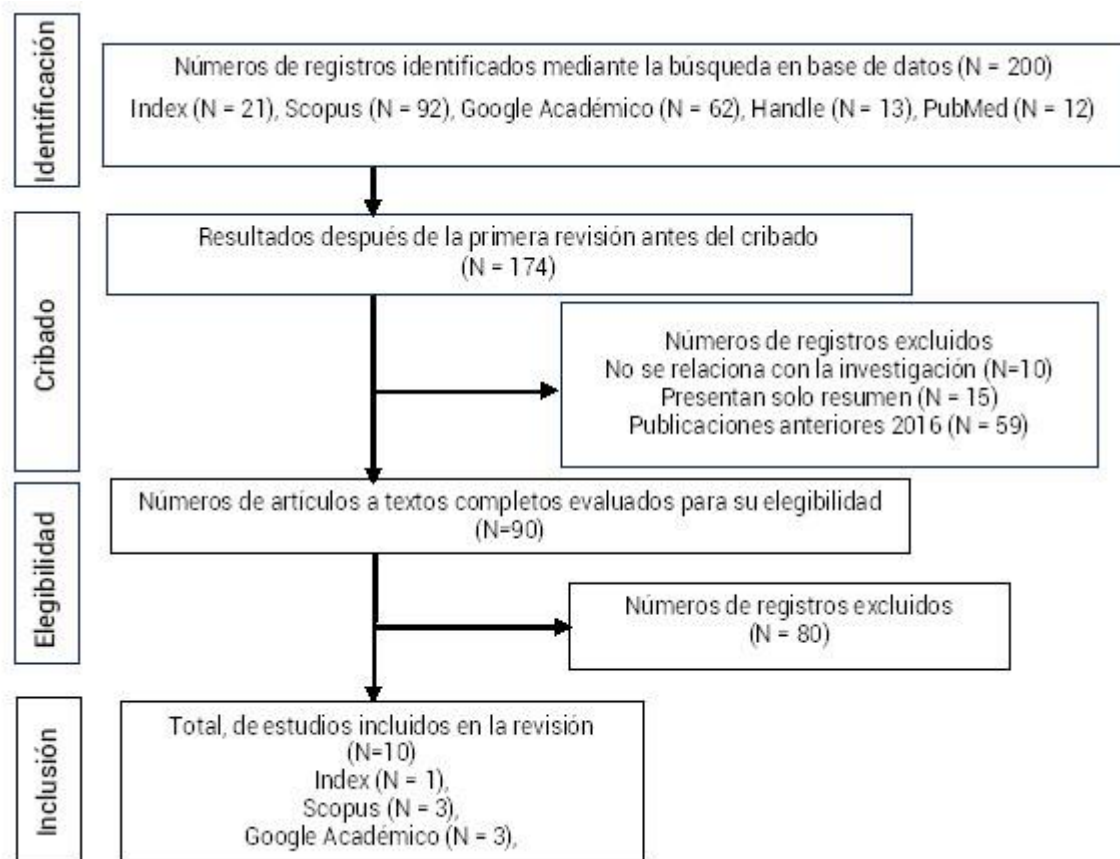 Identificación
Números de registros identificados mediante la búsqueda en base de datos (N = 200)
Index (N = 21), Scopus (N = 92), Google Académico (N = 62), Handle (N = 13), PubMed (N = 12)
Cribado
Resultados después de la primera revisión antes del cribado
(N = 174)
Números de registros excluidos
No se relaciona con la investigación (N=10)
Presentan solo resumen (N = 15)
Publicaciones anteriores 2016 (N = 59)
Elegibilidad
Números de artículos a textos completos evaluados para su elegibilidad
(N=90)
Números de registros excluidos
(N = 80)
Inclusión
Total, de estudios incluidos en la revisión
(N=10)
Index (N = 1),
Scopus (N = 3),
Google Académico (N = 3),